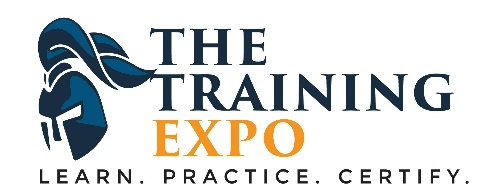 THE
TRAINING
EXPO
LEARN. PRACTICE. CERTIFY.